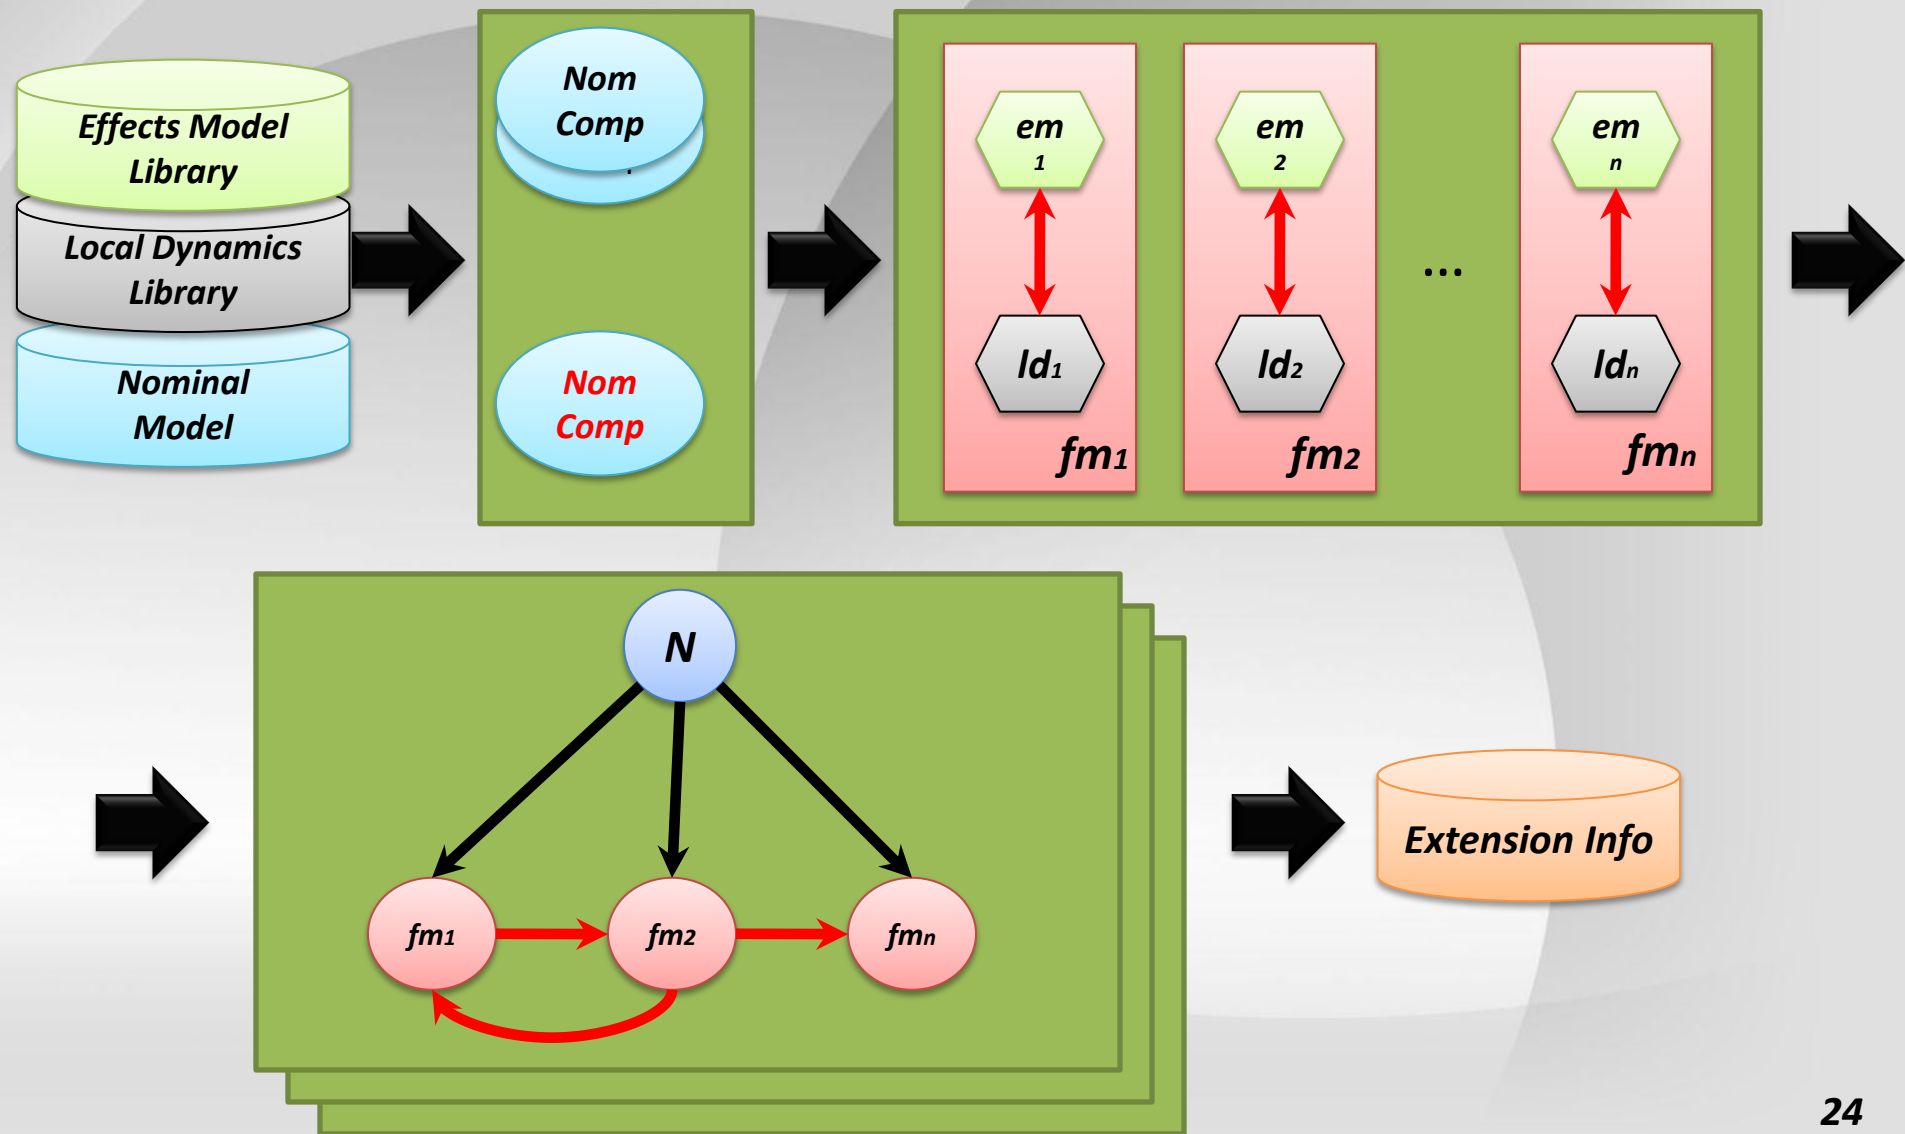 Effects Model
Library
Local Dynamics
Library
Nominal
Model
Nom
Comp
Nom
Comp
em
1
ld1
fm1
em
2
ld2
fm2
...
em
n
ldn
fmn
N
fm1
fm2
fmn
Extension Info
24